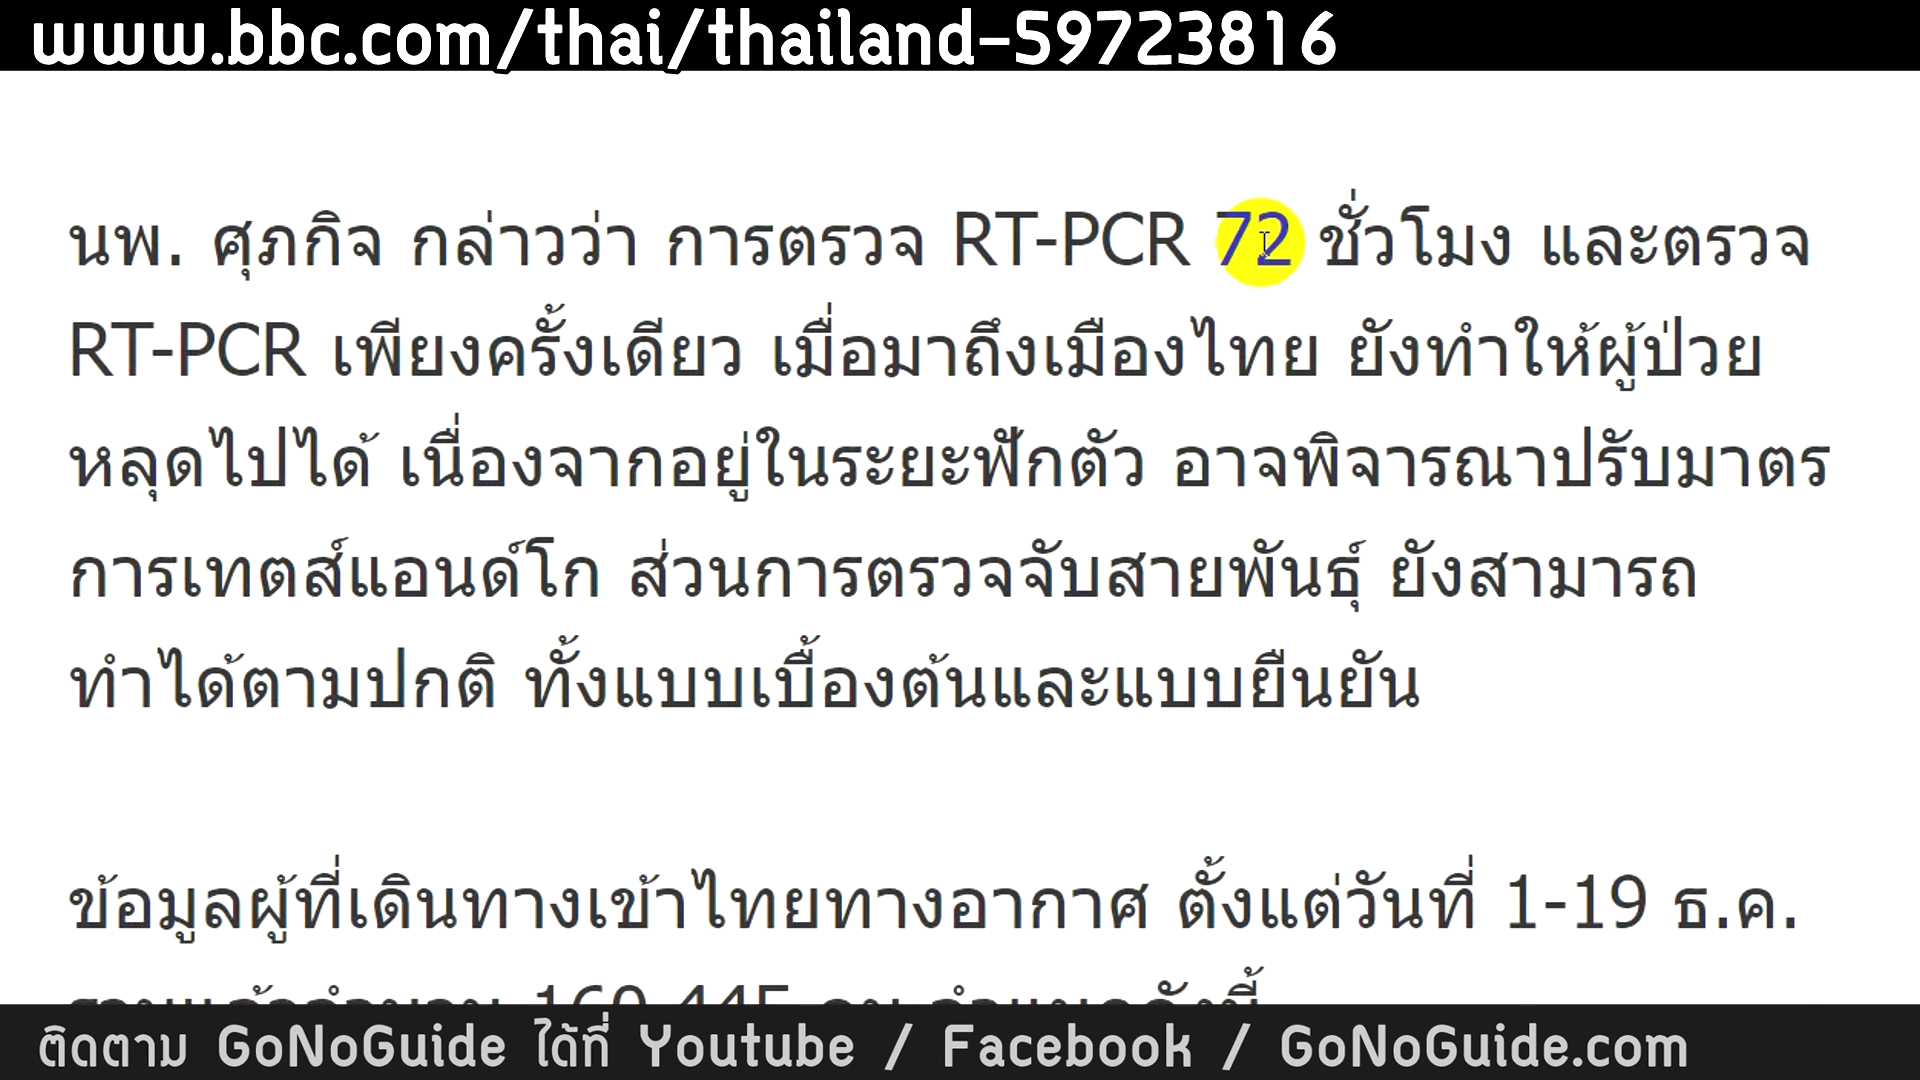 www.bbc.com/thai/thailand-59723816
นพ. ศุภกิจ กล่าวว่า การตรวจ RT-PCR 72 ชั่วโมง และตรวจ
RT-PCR เพียงครั้งเดียว เมื่อมาถึงเมืองไทย ยังทำให้ผู้ป่วย
หลุดไปได้ เนื่องจากอยู่ในระยะฟักตัว อาจพิจารณาปรับมาตร
การเทตส์แอนด์โก ส่วนการตรวจจับสายพันธุ์ ยังสามารถ
ทำได้ตามปกติ ทั้งแบบเบื้องต้นและแบบยืนยัน
ข้อมูลผู้ที่เดินทางเข้าไทยทางอากาศ ตั้งแต่วันที่ 1-19 ธ.ค.
ติดตาม GoNoGuide ได้ที่ Youtube / Facebook / GoNoGuide.com